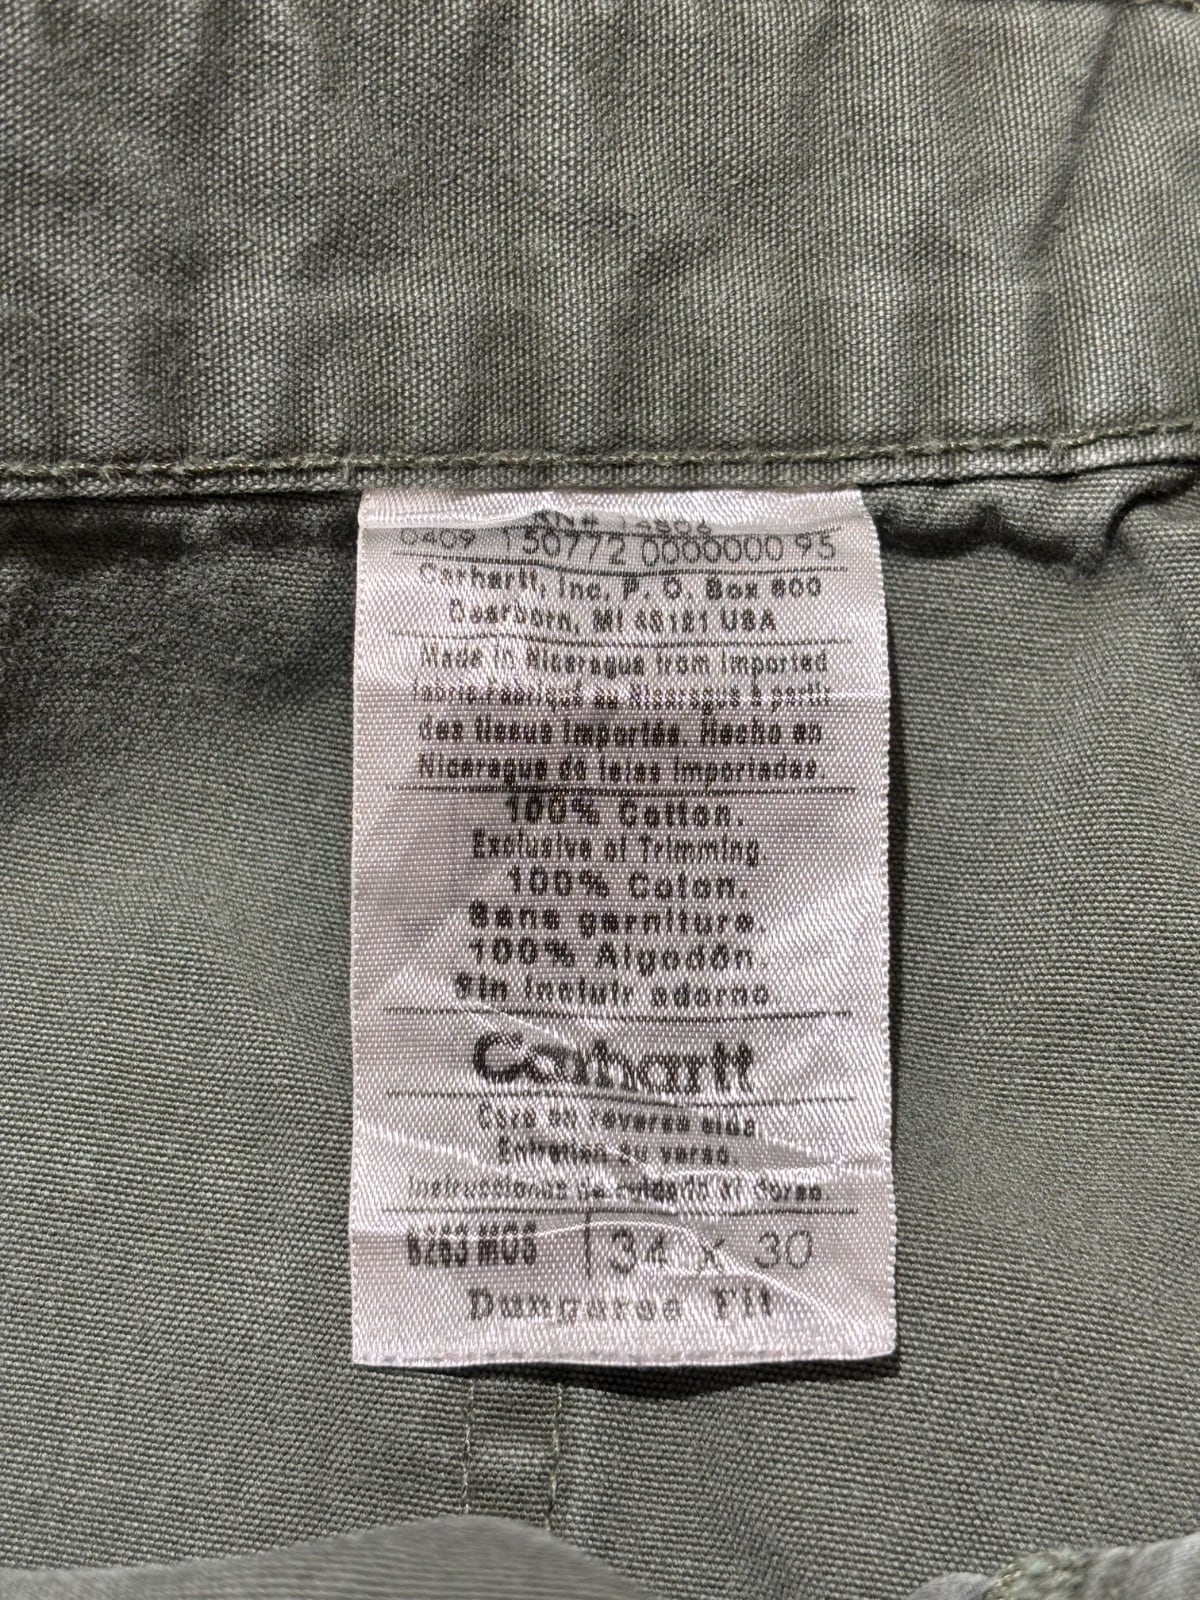 RN# 14806
0409 150772 0000000 95
Carhartt, Inc. P. O. Box 600
Dearborn, MI 48121 USA
Made in Nicaragua from imported
fabric. Fabriqué au Nicaragua à partir
des tissus importés. Hecho en
Nicaragua de telas importadas.
100% Cotton.
Exclusive of Trimming.
100% Coton.
Sans garniture.
100% Algodón.
Sin incluir adorno.
Carhartt
Care on reverse side
Entretien au verso.
Instrucciones de cuidado al dorso.
B263 MOS 34 x 30
Dungaree Fit